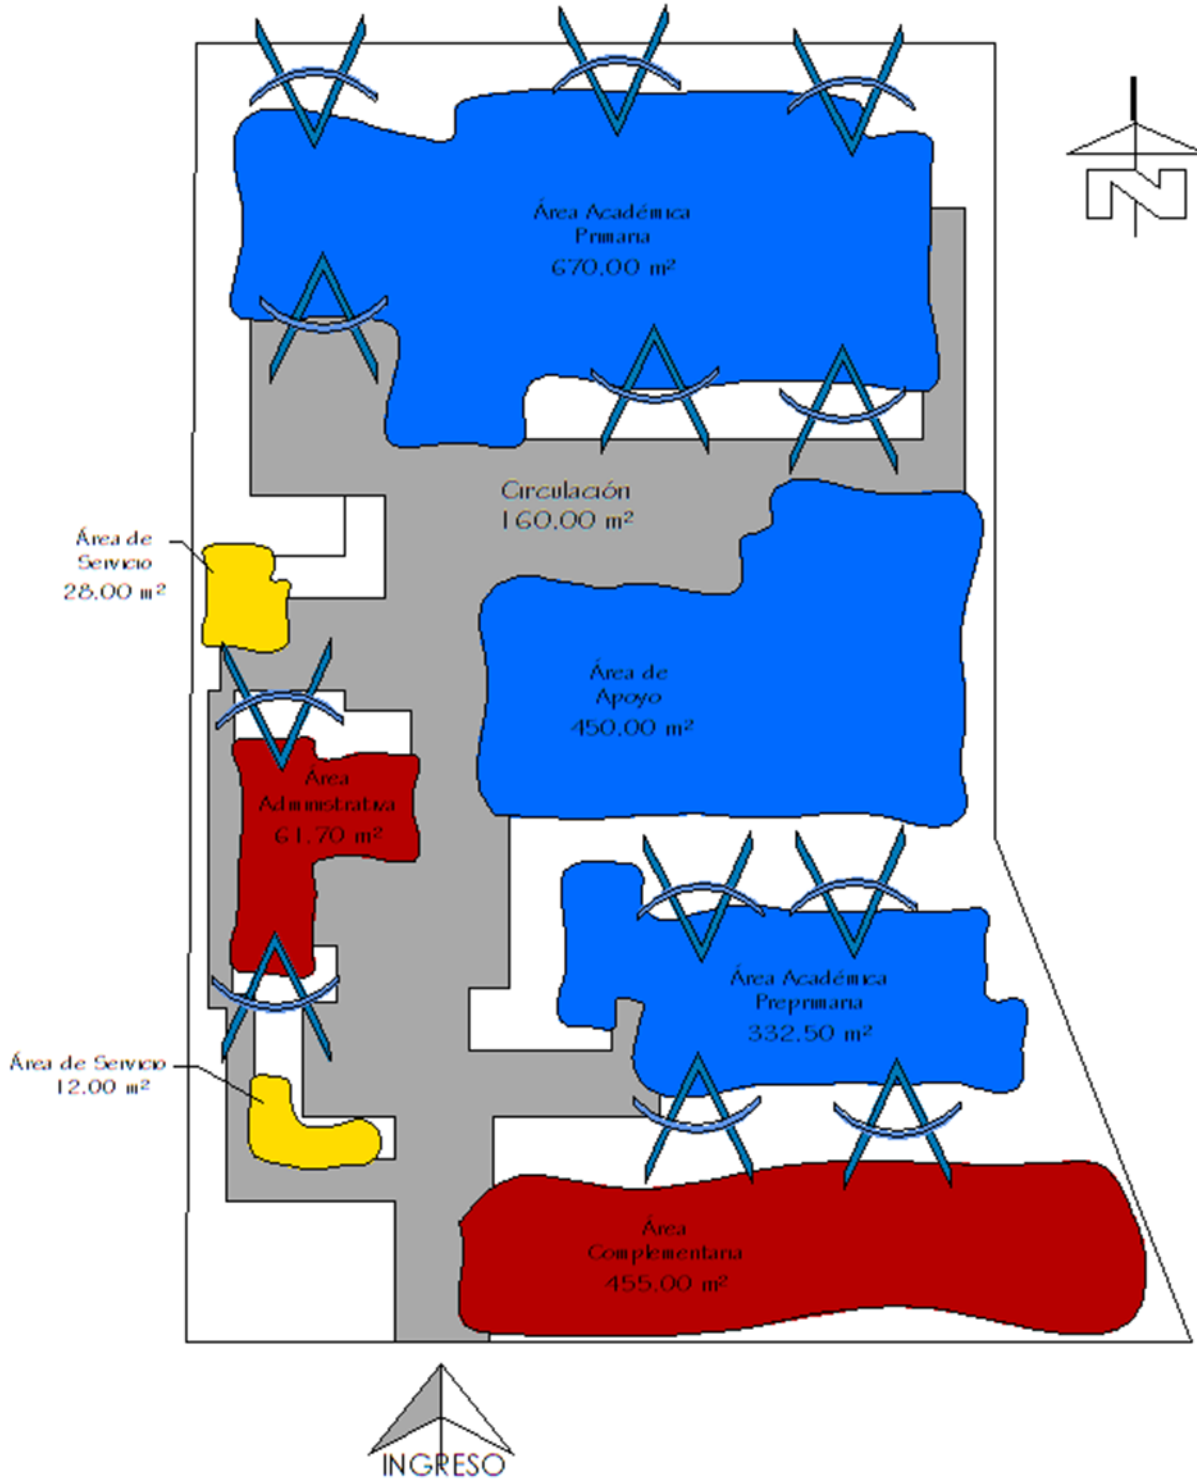 N
Área Académica
Primaria
670.00 m²
Circulación
160.00 m²
Área de
Servicio
28.00 m²
Área de
Apoyo
450.00 m²
Área
Administrativa
61.70 m²
Área Académica
Preprimaria
332.50 m²
Área de Servicio
12.00 m²
Área
Complementaria
455.00 m²
INGRESO